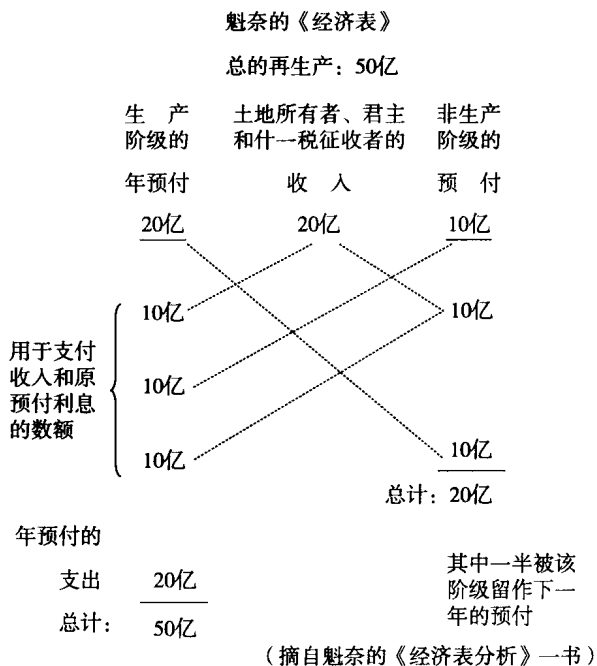 魁奈的《经济表》
总的再生产：50亿
生　产 土地所有者、君主 非生产
阶级的 和什一税征收者的 阶级的
年预付 收　入 预　付
20亿 20亿 10亿
10亿 10亿
用于支付
收入和原
预付利息
的数额
10亿
10亿 10亿
总计：20亿
年预付的
支出 20亿
总计： 50亿
其中一半被该
阶级留作下一
年的预付
（摘自魁奈的《经济表分析》一书）